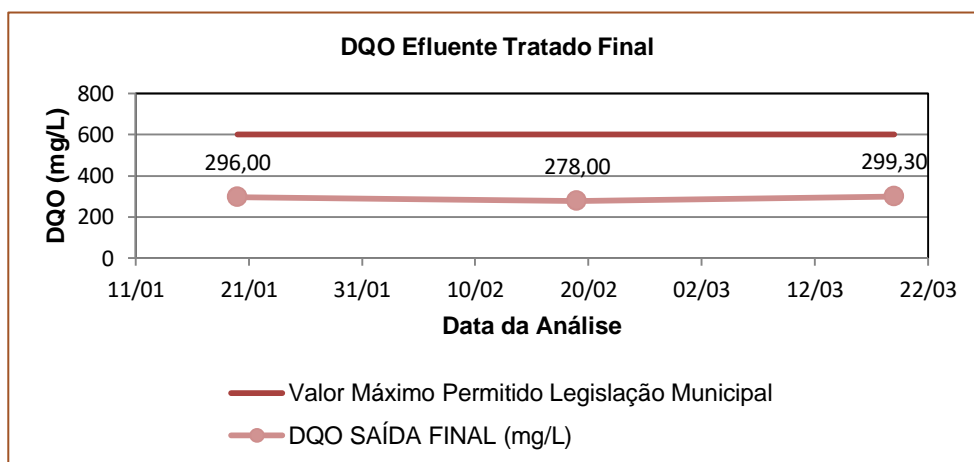 DQO Efluente Tratado Final
DQO (mg/L)
800
600
400
200
0
296,00
278,00
299,30
11/01 21/01 31/01 10/02 20/02 02/03 12/03 22/03
Data da Análise
Valor Máximo Permitido Legislação Municipal
DQO SAÍDA FINAL (mg/L)